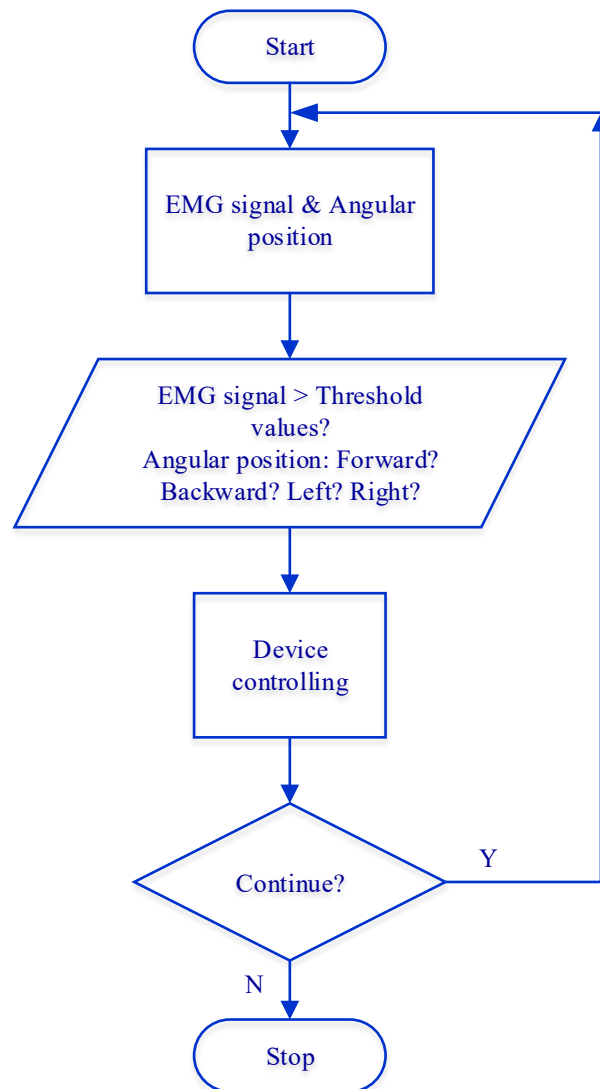 Start
EMG signal & Angular
position
EMG signal > Threshold
values?
Angular position: Forward?
Backward? Left? Right?
Device
controlling
Continue?
Y
N
Stop